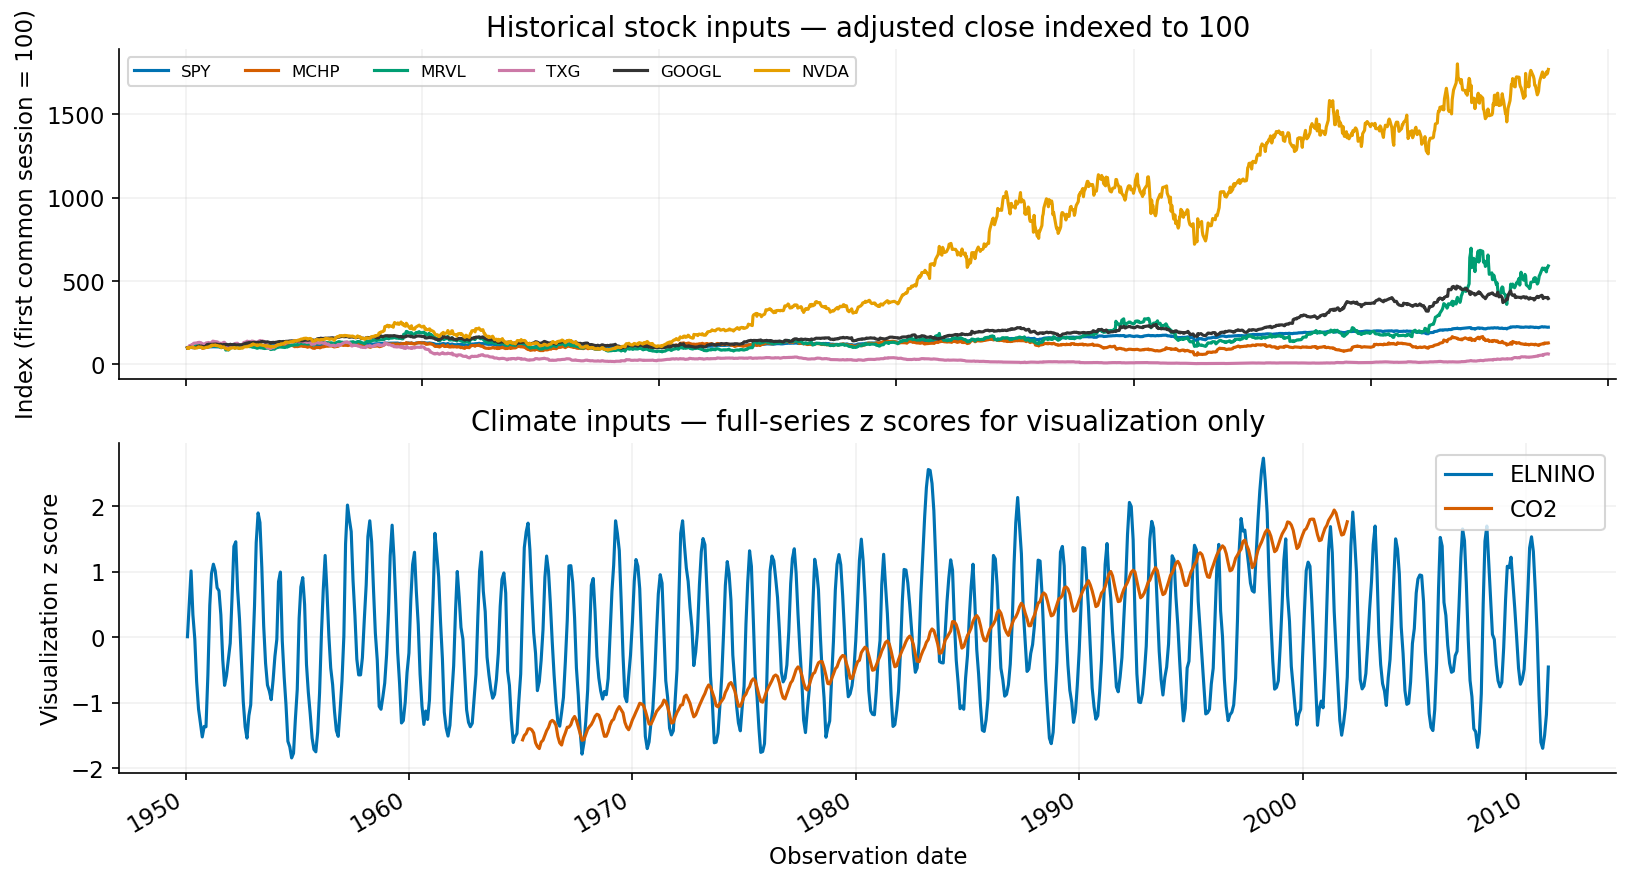 Historical stock inputs — adjusted close indexed to 100
Index (first common session = 100)
SPY MCHP MRVL TXG GOOGL NVDA
1500
1000
500
0
Climate inputs — full-series z scores for visualization only
Visualization z score
ELNINO
CO2
2
1
0
−1
−2
1950 1960 1970 1980 1990 2000 2010
Observation date